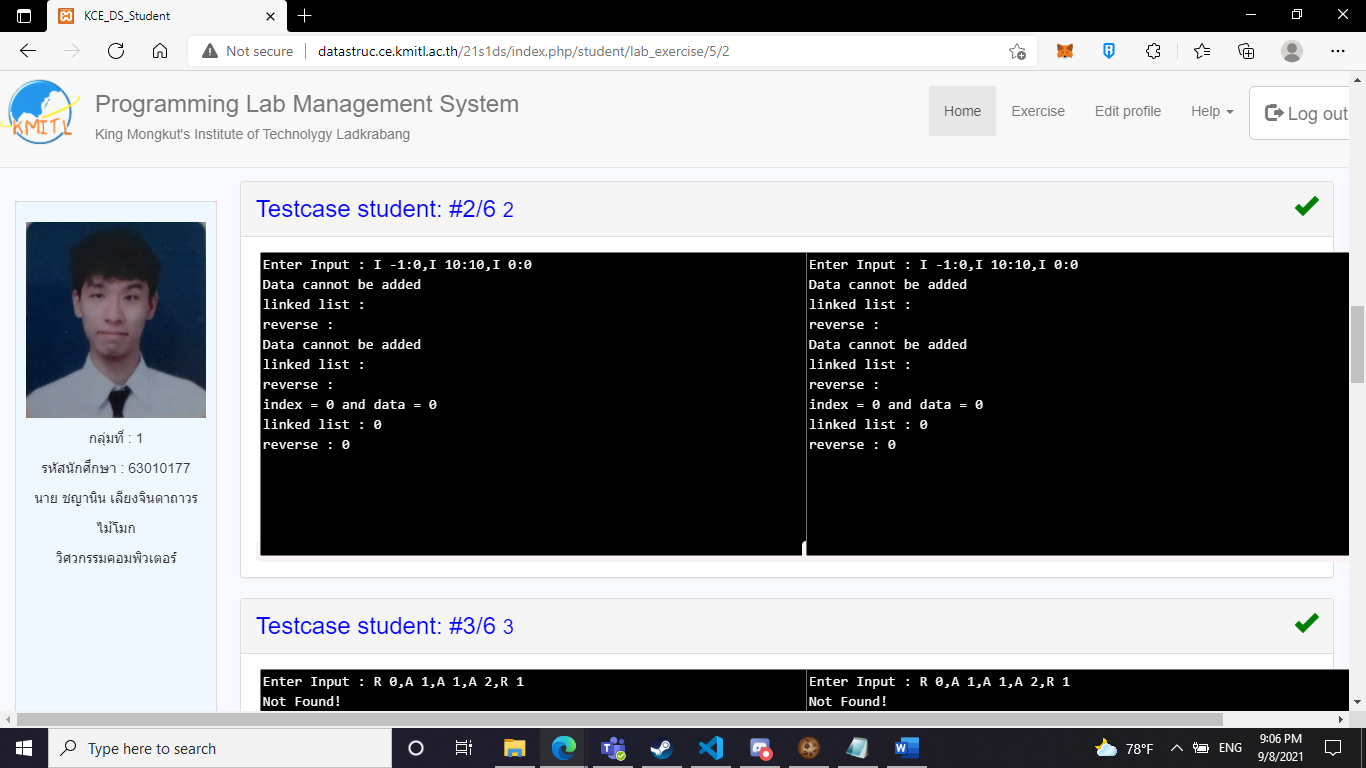 KCE_DS_Student
Not secure
datastruc.ce.kmitl.ac.th/21s1ds/index.php/student/lab_exercise/5/2
KMITL
Programming Lab Management System
King Mongkut's Institute of Technolygy Ladkrabang
Home
Exercise
Edit profile
Help
Log out
กลุ่มที่ : 1
รหัสนักศึกษา : 63010177
นาย ชญานิน เลียงจินดาถาวร
ไม้โมก
วิศวกรรมคอมพิวเตอร์
Testcase student: #2/6 2
Enter Input : I -1:0,I 10:10,I 0:0
Data cannot be added
linked list :
reverse :
Data cannot be added
linked list :
reverse :
index = 0 and data = 0
linked list : 0
reverse : 0
Enter Input : I -1:0,I 10:10,I 0:0
Data cannot be added
linked list :
reverse :
Data cannot be added
linked list :
reverse :
index = 0 and data = 0
linked list : 0
reverse : 0
Testcase student: #3/6 3
Enter Input : R 0,A 1,A 1,A 2,R 1
Not Found!
Enter Input : R 0,A 1,A 1,A 2,R 1
Not Found!
Type here to search
78°F
ENG
9:06 PM
9/8/2021